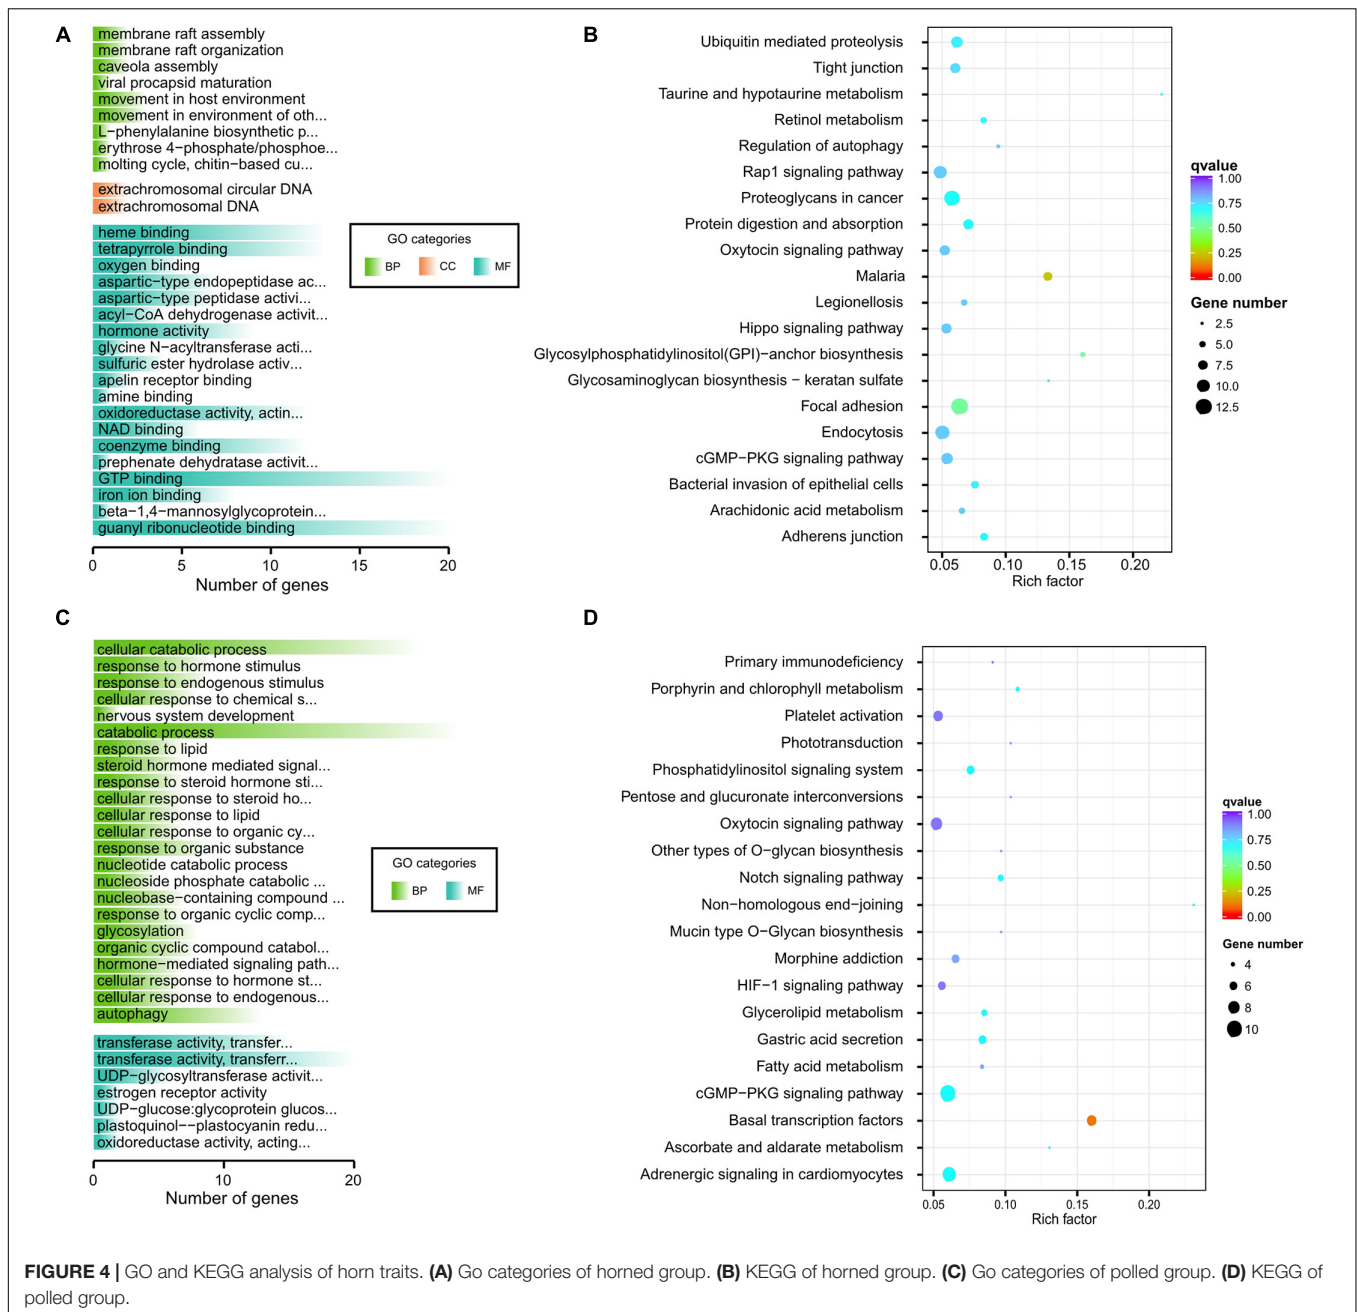 A
membrane raft assembly
membrane raft organization
caveola assembly
viral procapsid maturation
movement in host environment
movement in environment of oth...
L−phenylalanine biosynthetic p...
erythrose 4−phosphate/phosphoe...
molting cycle, chitin−based cu...
extrachromosomal circular DNA
extrachromosomal DNA
heme binding
tetrapyrrole binding
oxygen binding
aspartic−type endopeptidase ac...
aspartic−type peptidase activi...
acyl−CoA dehydrogenase activit...
hormone activity
glycine N−acyltransferase acti...
sulfuric ester hydrolase activ...
apelin receptor binding
amine binding
oxidoreductase activity, actin...
NAD binding
coenzyme binding
prephenate dehydratase activit...
GTP binding
iron ion binding
beta−1,4−mannosylglycoprotein...
guanyl ribonucleotide binding
0 5 10 15 20
Number of genes
GO categories
BP CC MF
B
Ubiquitin mediated proteolysis
Tight junction
Taurine and hypotaurine metabolism
Retinol metabolism
Regulation of autophagy
Rap1 signaling pathway
Proteoglycans in cancer
Protein digestion and absorption
Oxytocin signaling pathway
Malaria
Legionellosis
Hippo signaling pathway
Glycosylphosphatidylinositol(GPI)−anchor biosynthesis
Glycosaminoglycan biosynthesis − keratan sulfate
Focal adhesion
Endocytosis
cGMP−PKG signaling pathway
Bacterial invasion of epithelial cells
Arachidonic acid metabolism
Adherens junction
0.05 0.10 0.15 0.20
Rich factor
qvalue
1.00
0.75
0.50
0.25
0.00
Gene number
2.5
5.0
7.5
10.0
12.5
C
cellular catabolic process
response to hormone stimulus
response to endogenous stimulus
cellular response to chemical s...
nervous system development
catabolic process
response to lipid
steroid hormone mediated signal...
response to steroid hormone sti...
cellular response to steroid ho...
cellular response to lipid
cellular response to organic cy...
response to organic substance
nucleotide catabolic process
nucleoside phosphate catabolic ...
nucleobase−containing compound ...
response to organic cyclic comp...
glycosylation
organic cyclic compound catabol...
hormone−mediated signaling path...
cellular response to hormone st...
cellular response to endogenous...
autophagy
transferase activity, transfer...
transferase activity, transferr...
UDP−glycosyltransferase activit...
estrogen receptor activity
UDP−glucose:glycoprotein glucos...
plastoquinol−−plastocyanin redu...
oxidoreductase activity, acting...
0 10 20
Number of genes
GO categories
BP MF
D
Primary immunodeficiency
Porphyrin and chlorophyll metabolism
Platelet activation
Phototransduction
Phosphatidylinositol signaling system
Pentose and glucuronate interconversions
Oxytocin signaling pathway
Other types of O−glycan biosynthesis
Notch signaling pathway
Non−homologous end−joining
Mucin type O−Glycan biosynthesis
Morphine addiction
HIF−1 signaling pathway
Glycerolipid metabolism
Gastric acid secretion
Fatty acid metabolism
cGMP−PKG signaling pathway
Basal transcription factors
Ascorbate and aldarate metabolism
Adrenergic signaling in cardiomyocytes
0.05 0.10 0.15 0.20
Rich factor
qvalue
1.00
0.75
0.50
0.25
0.00
Gene number
4
6
8
10
FIGURE 4 | GO and KEGG analysis of horn traits. (A) Go categories of horned group. (B) KEGG of horned group. (C) Go categories of polled group. (D) KEGG of
polled group.